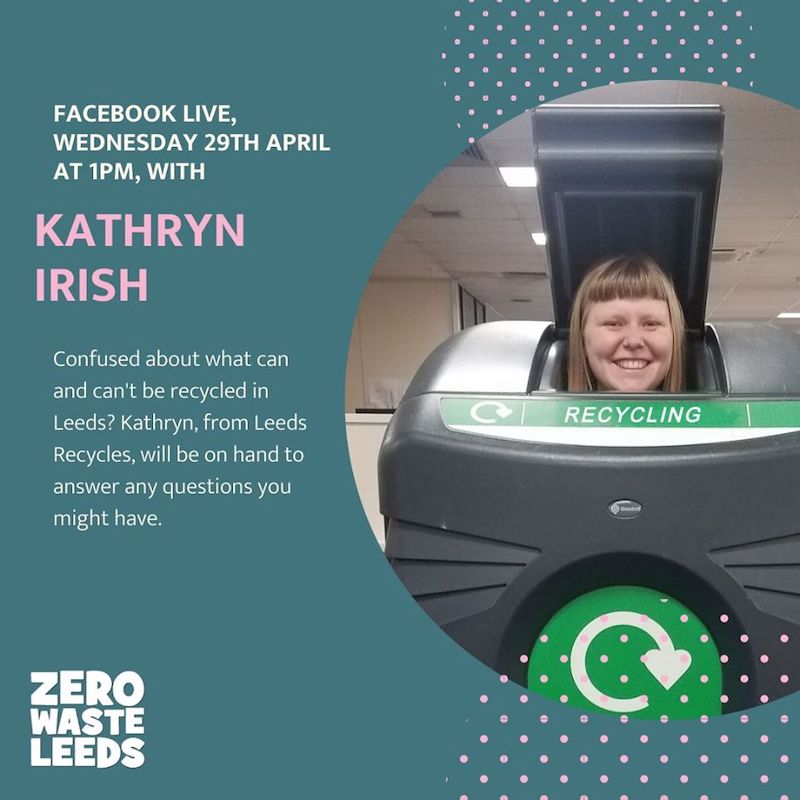 FACEBOOK LIVE,
WEDNESDAY 29TH APRIL
AT 1PM, WITH
KATHRYN
IRISH
Confused about what can
and can't be recycled in
Leeds? Kathryn, from Leeds
Recycles, will be on hand to
answer any questions you
might have.
RECYCLING
ZERO
WASTE
LEEDS